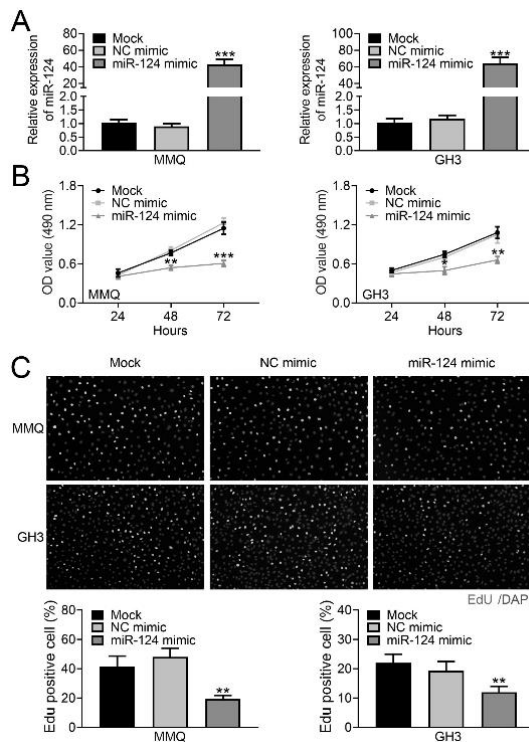 A
Relative expression
of miR-124
80
60
40
20
0
2.0
1.5
1.0
0.5
0.0
Mock
NC mimic
miR-124 mimic
***
MMQ
Relative expression
of miR-124
80
60
40
20
0
2.0
1.5
1.0
0.5
0.0
Mock
NC mimic
miR-124 mimic
***
GH3
B
OD value (490 nm)
1.8
1.2
0.6
0.0
Mock
NC mimic
miR-124 mimic
**
***
MMQ
24 48 72
Hours
OD value (490 nm)
1.8
1.2
0.6
0.0
Mock
NC mimic
miR-124 mimic
*
**
GH3
24 48 72
Hours
C
Mock NC mimic miR-124 mimic
MMQ
GH3
EdU /DAP
Edu positive cell (%)
80
60
40
20
0
Mock
NC mimic
miR-124 mimic
**
MMQ
Edu positive cell (%)
40
30
20
10
0
Mock
NC mimic
miR-124 mimic
**
GH3